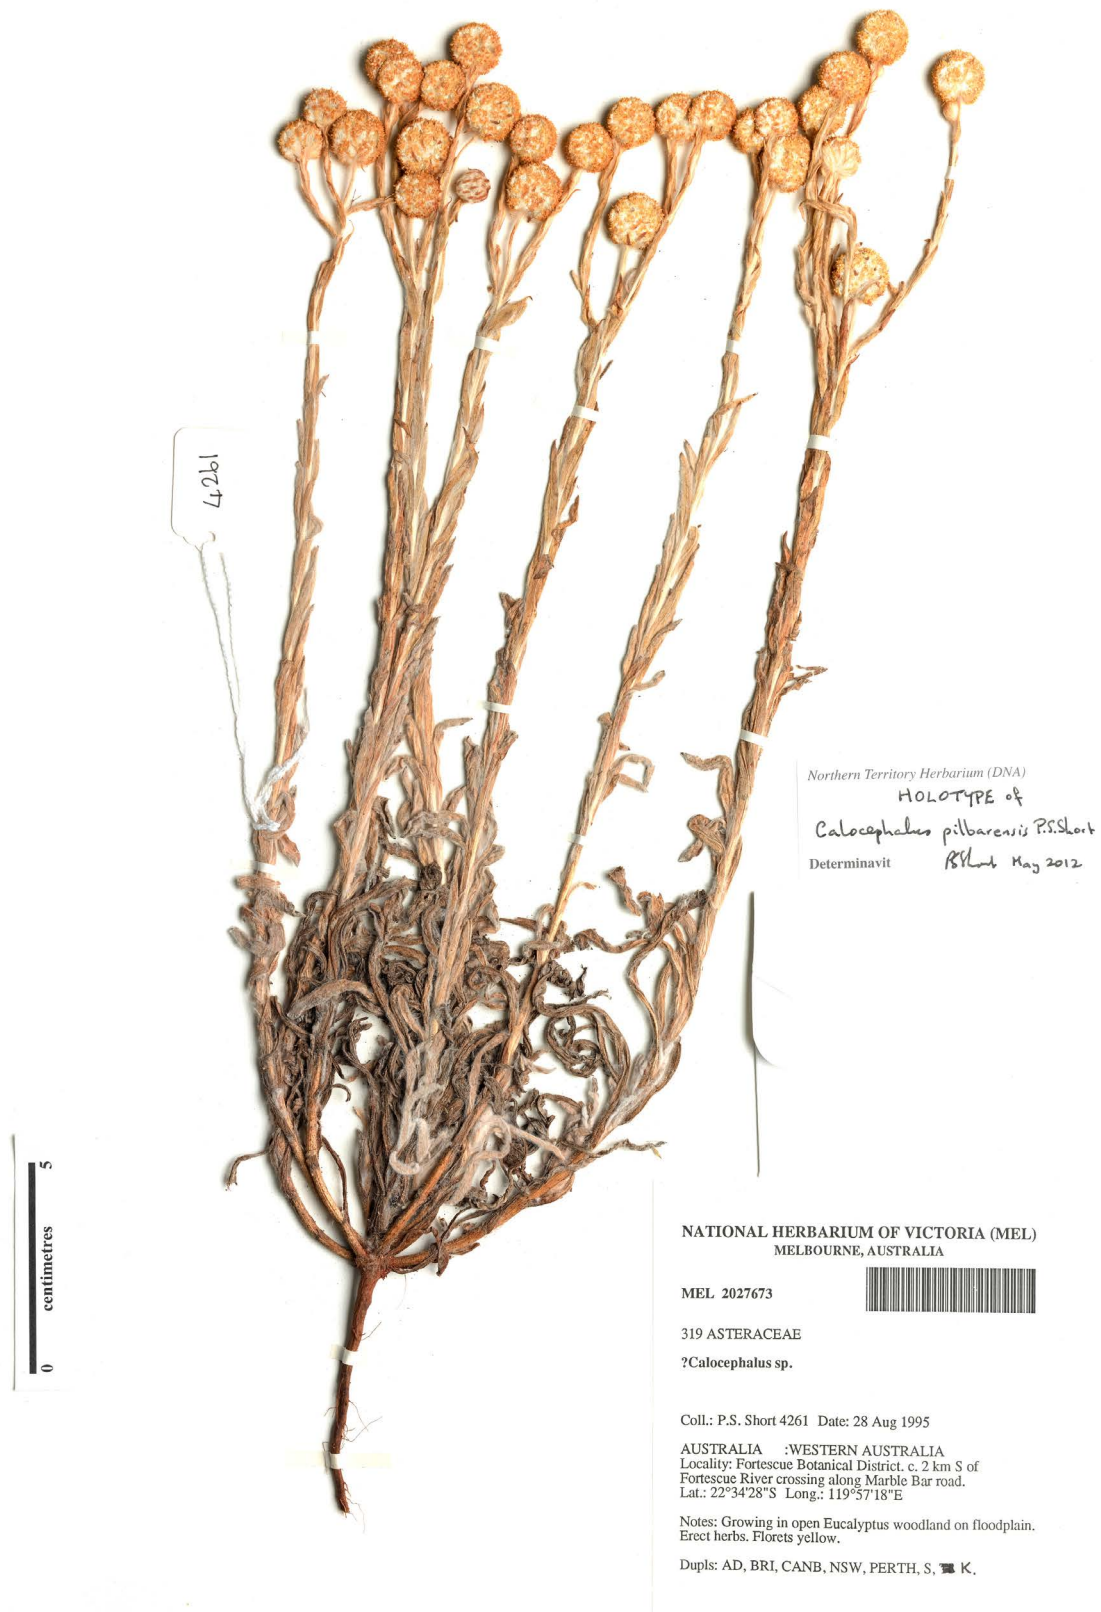 4261
Northern Territory Herbarium (DNA)
HOLOTYPE of
Calocephalus pilbarensis P.S.Short
Determinavit PSShort May 2012
5
centimetres
0
NATIONAL HERBARIUM OF VICTORIA (MEL)
MELBOURNE, AUSTRALIA
MEL 2027673
319 ASTERACEAE
?Calocephalus sp.
Coll.: P.S. Short 4261 Date: 28 Aug 1995
AUSTRALIA :WESTERN AUSTRALIA
Locality: Fortescue Botanical District. c. 2 km S of
Fortescue River crossing along Marble Bar road.
Lat.: 22°34'28"S Long.: 119°57'18"E
Notes: Growing in open Eucalyptus woodland on floodplain.
Erect herbs. Florets yellow.
Dupls: AD, BRI, CANB, NSW, PERTH, S, K.